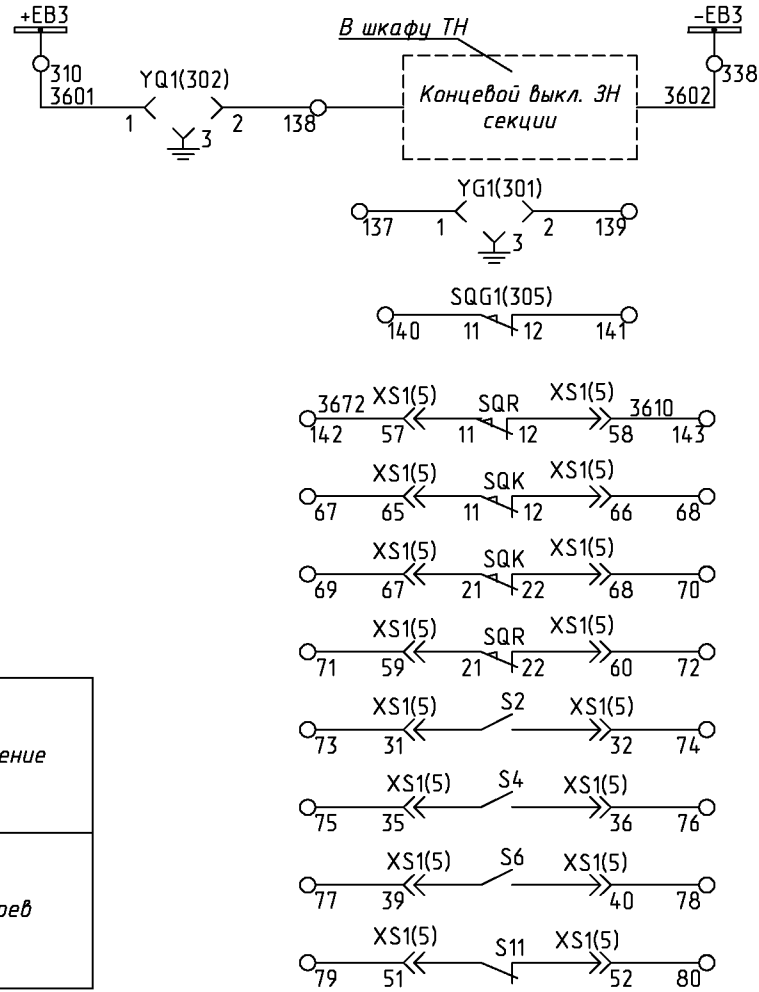 +EB3
В шкафу ТН
-EB3
310
338
3601
YQ1(302)
Концевой выкл. ЗН
секции
3602
1
3
2
138
YG1(301)
137
1
3
2
139
SQG1(305)
140
11
12
141
3672
XS1(5)
SQR
XS1(5)
3610
142
57
11
12
58
143
XS1(5)
SQK
XS1(5)
67
65
11
12
66
68
XS1(5)
SQK
XS1(5)
69
67
21
22
68
70
XS1(5)
SQR
XS1(5)
71
59
21
22
60
72
XS1(5)
S2
XS1(5)
73
31
32
74
ение
XS1(5)
S4
XS1(5)
75
35
36
76
XS1(5)
S6
XS1(5)
77
39
40
78
рев
XS1(5)
S11
XS1(5)
79
51
52
80